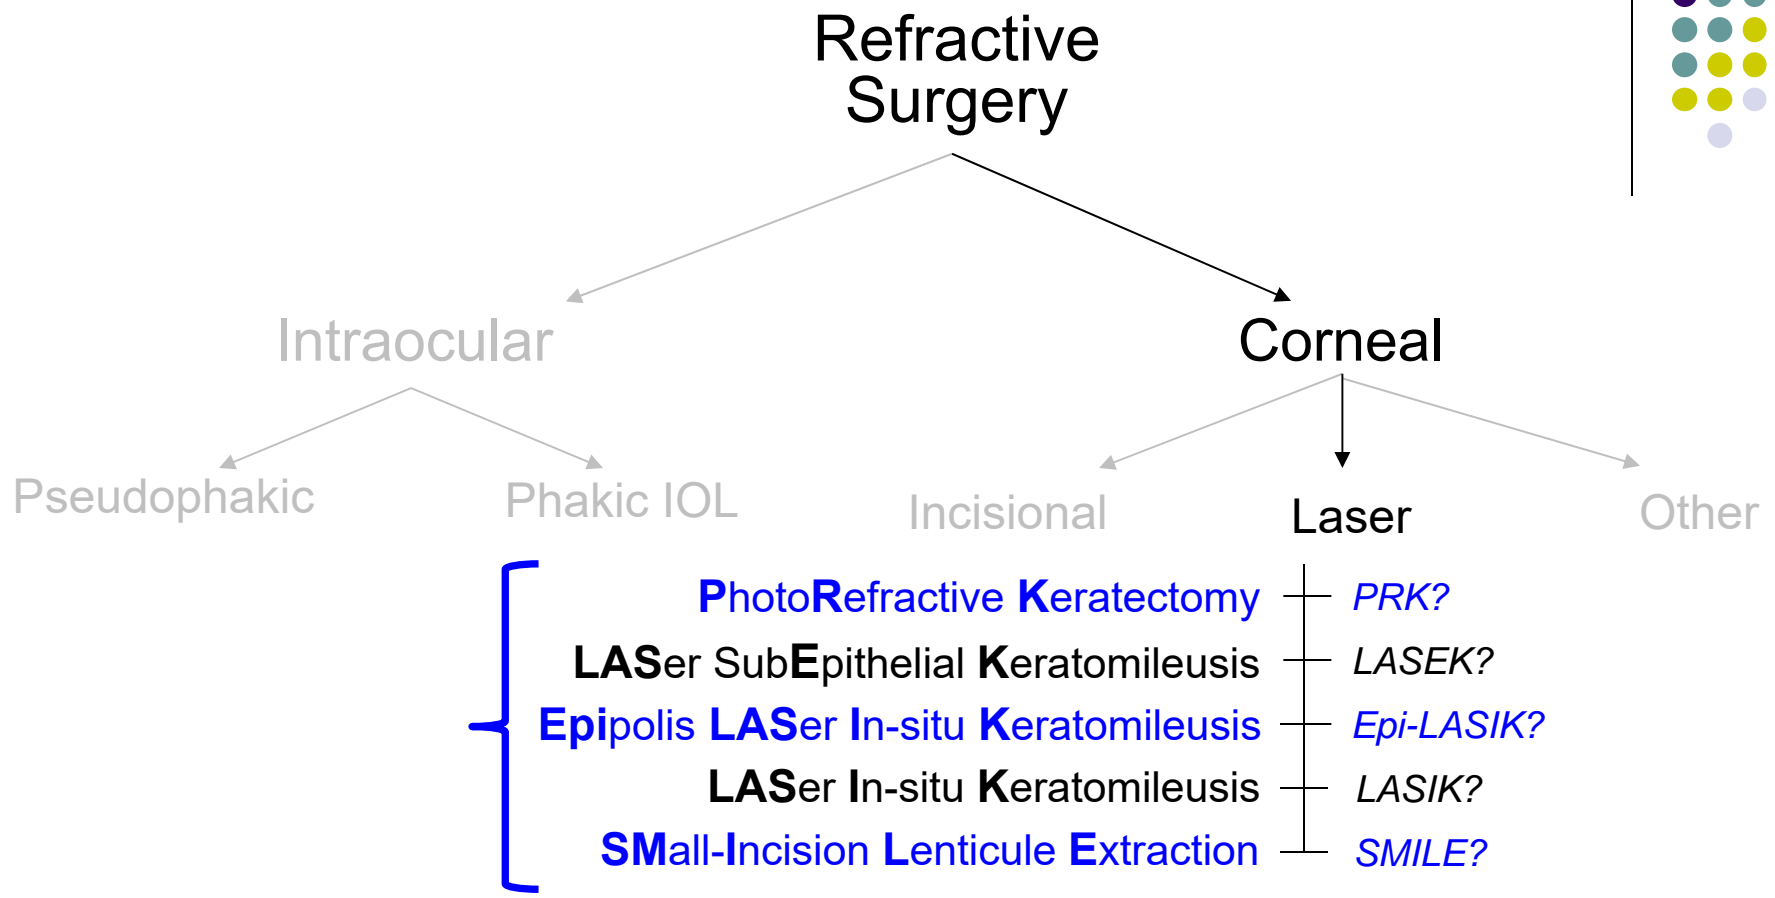 Refractive
Surgery
Intraocular
Corneal
Pseudophakic
Phakic IOL
Incisional
Laser
Other
PhotoRefractive Keratectomy
PRK?
LASer SubEpithelial Keratomileusis
LASEK?
Epipolis LASer In-situ Keratomileusis
Epi-LASIK?
LASer In-situ Keratomileusis
LASIK?
SMall-Incision Lenticule Extraction
SMILE?